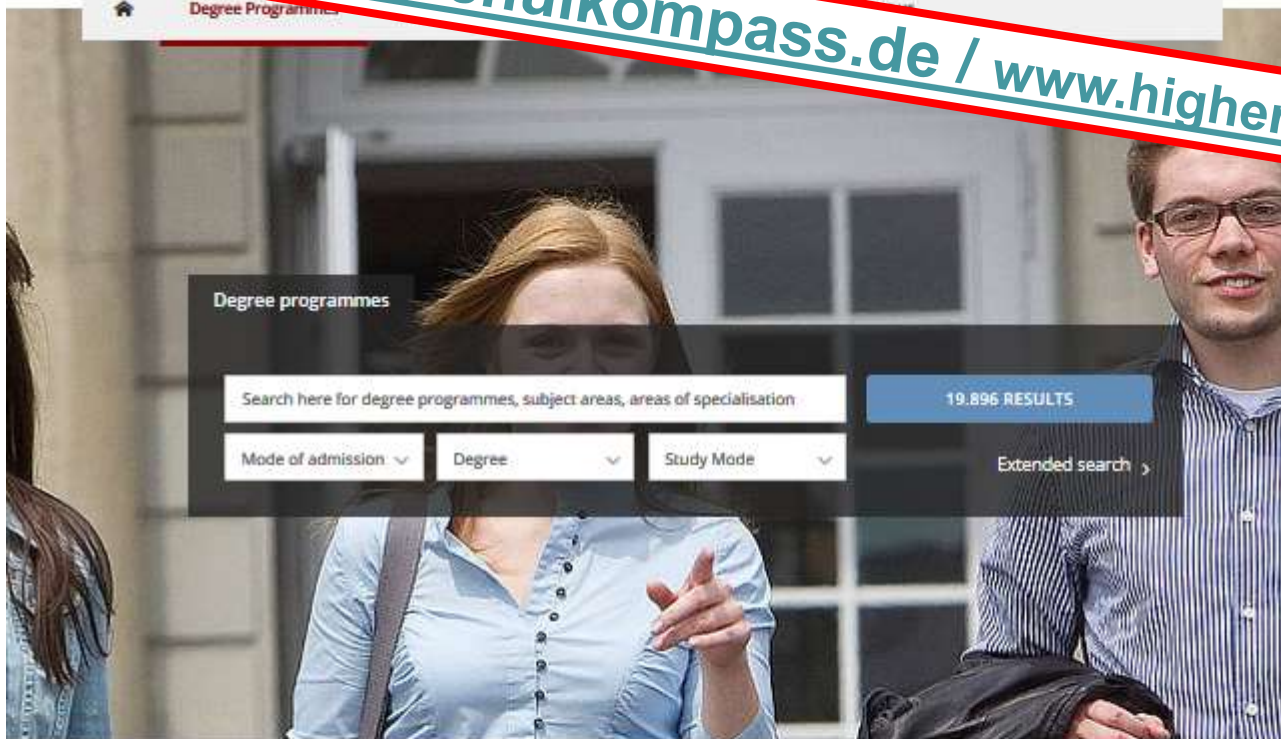 Degree Programmes
hulkompass.de / www.higher
Degree programmes
Search here for degree programmes, subject areas, areas of specialisation
19.896 RESULTS
Mode of admission
Degree
Study Mode
Extended search